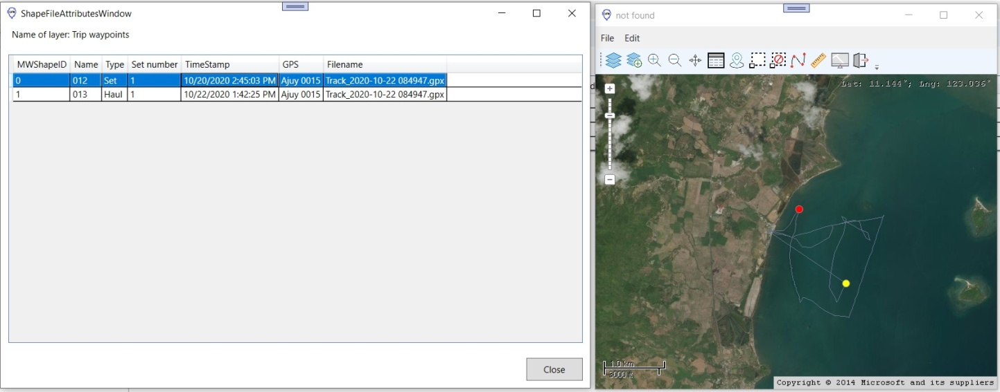 ShapeFileAttributesWindow
Name of layer: Trip waypoints
MWShapeID Name Type Set number TimeStamp GPS Filename
0 012 Set 1 10/20/2020 2:45:03 PM Ajuy 0015 Track_2020-10-22 084947.gpx
1 013 Haul 1 10/22/2020 1:42:25 PM Ajuy 0015 Track_2020-10-22 084947.gpx
Close
not found
File Edit
Lat: 11.144°; Lng: 123.036°
1.0 km
3000 ft
Copyright © 2014 Microsoft and its suppliers